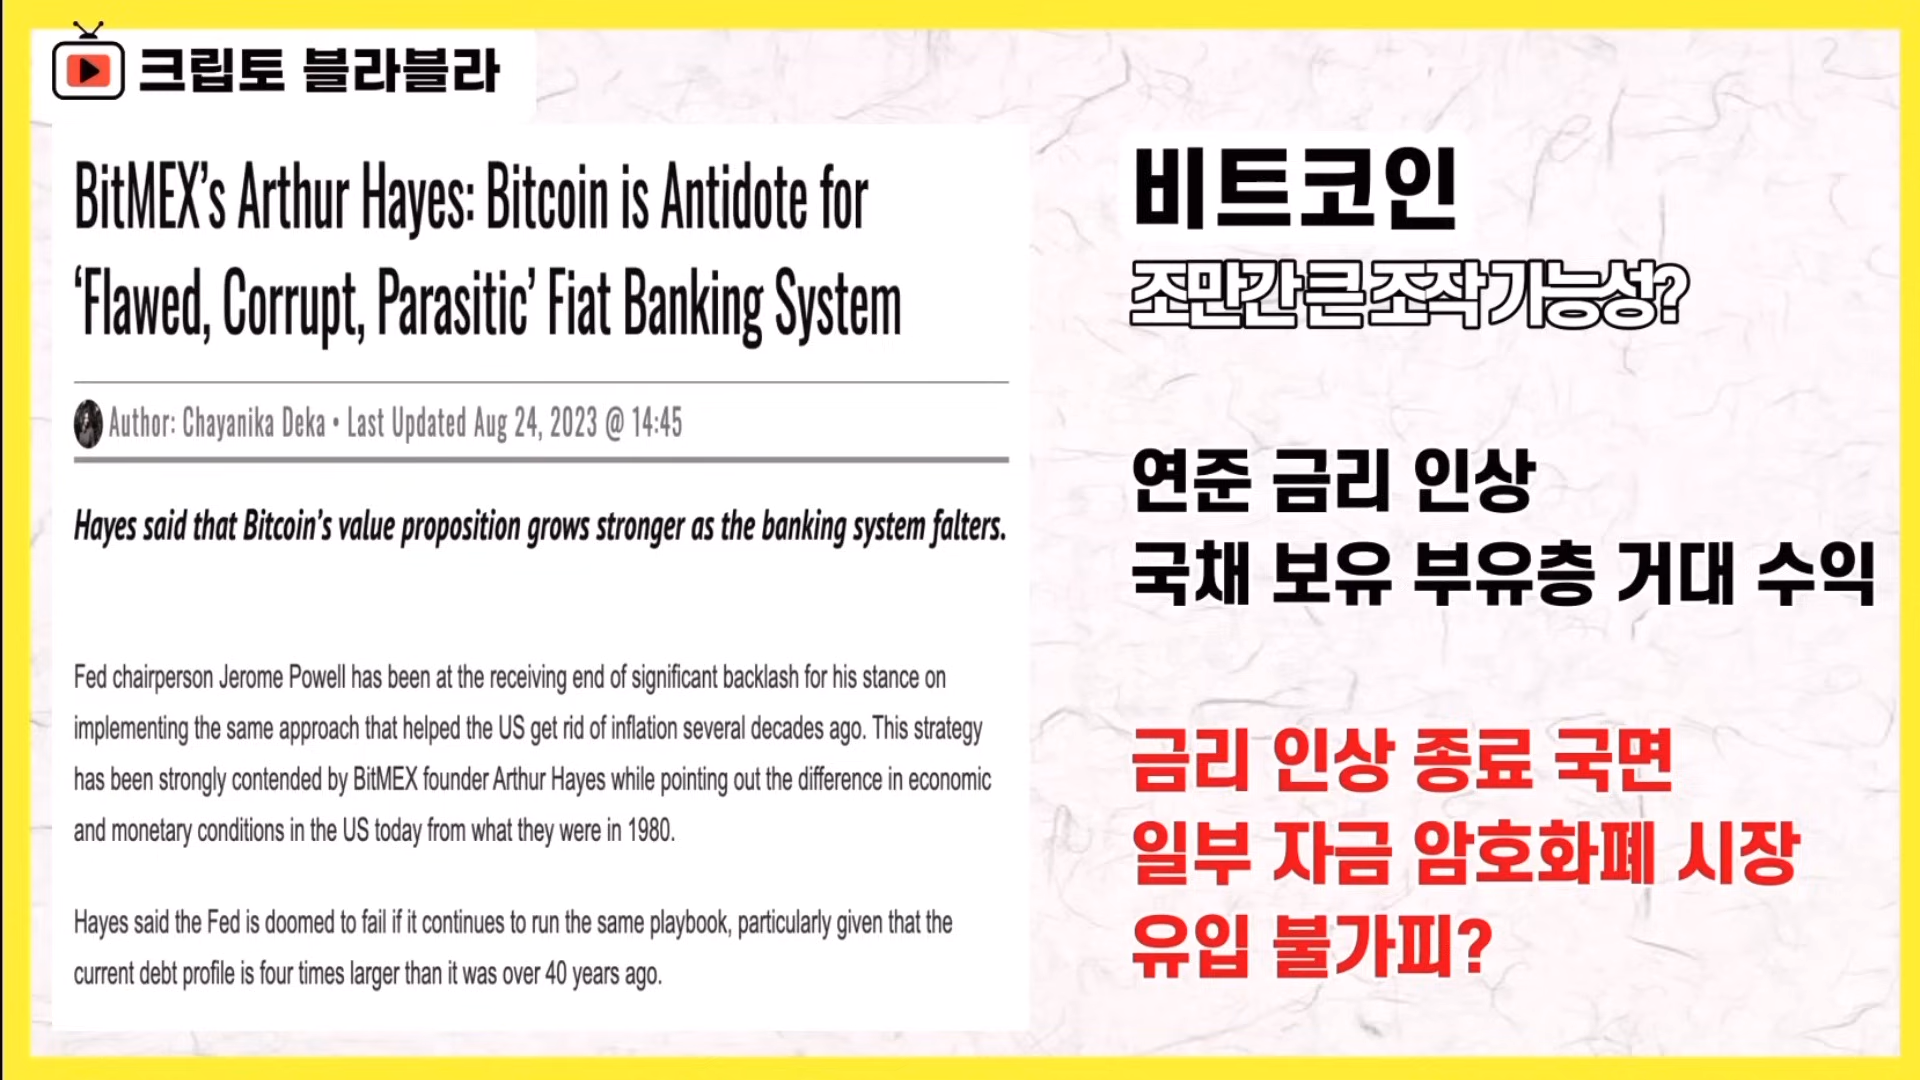 크립토 블라블라
BitMEX’s Arthur Hayes: Bitcoin is Antidote for
‘Flawed, Corrupt, Parasitic’ Fiat Banking System
Author: Chayanika Deka • Last Updated Aug 24, 2023 @ 14:45
Hayes said that Bitcoin’s value proposition grows stronger as the banking system falters.
Fed chairperson Jerome Powell has been at the receiving end of significant backlash for his stance on
implementing the same approach that helped the US get rid of inflation several decades ago. This strategy
has been strongly contended by BitMEX founder Arthur Hayes while pointing out the difference in economic
and monetary conditions in the US today from what they were in 1980.
Hayes said the Fed is doomed to fail if it continues to run the same playbook, particularly given that the
current debt profile is four times larger than it was over 40 years ago.
비트코인
조만간 큰 조작 가능성?
연준 금리 인상
국채 보유 부유층 거대 수익
금리 인상 종료 국면
일부 자금 암호화폐 시장
유입 불가피?